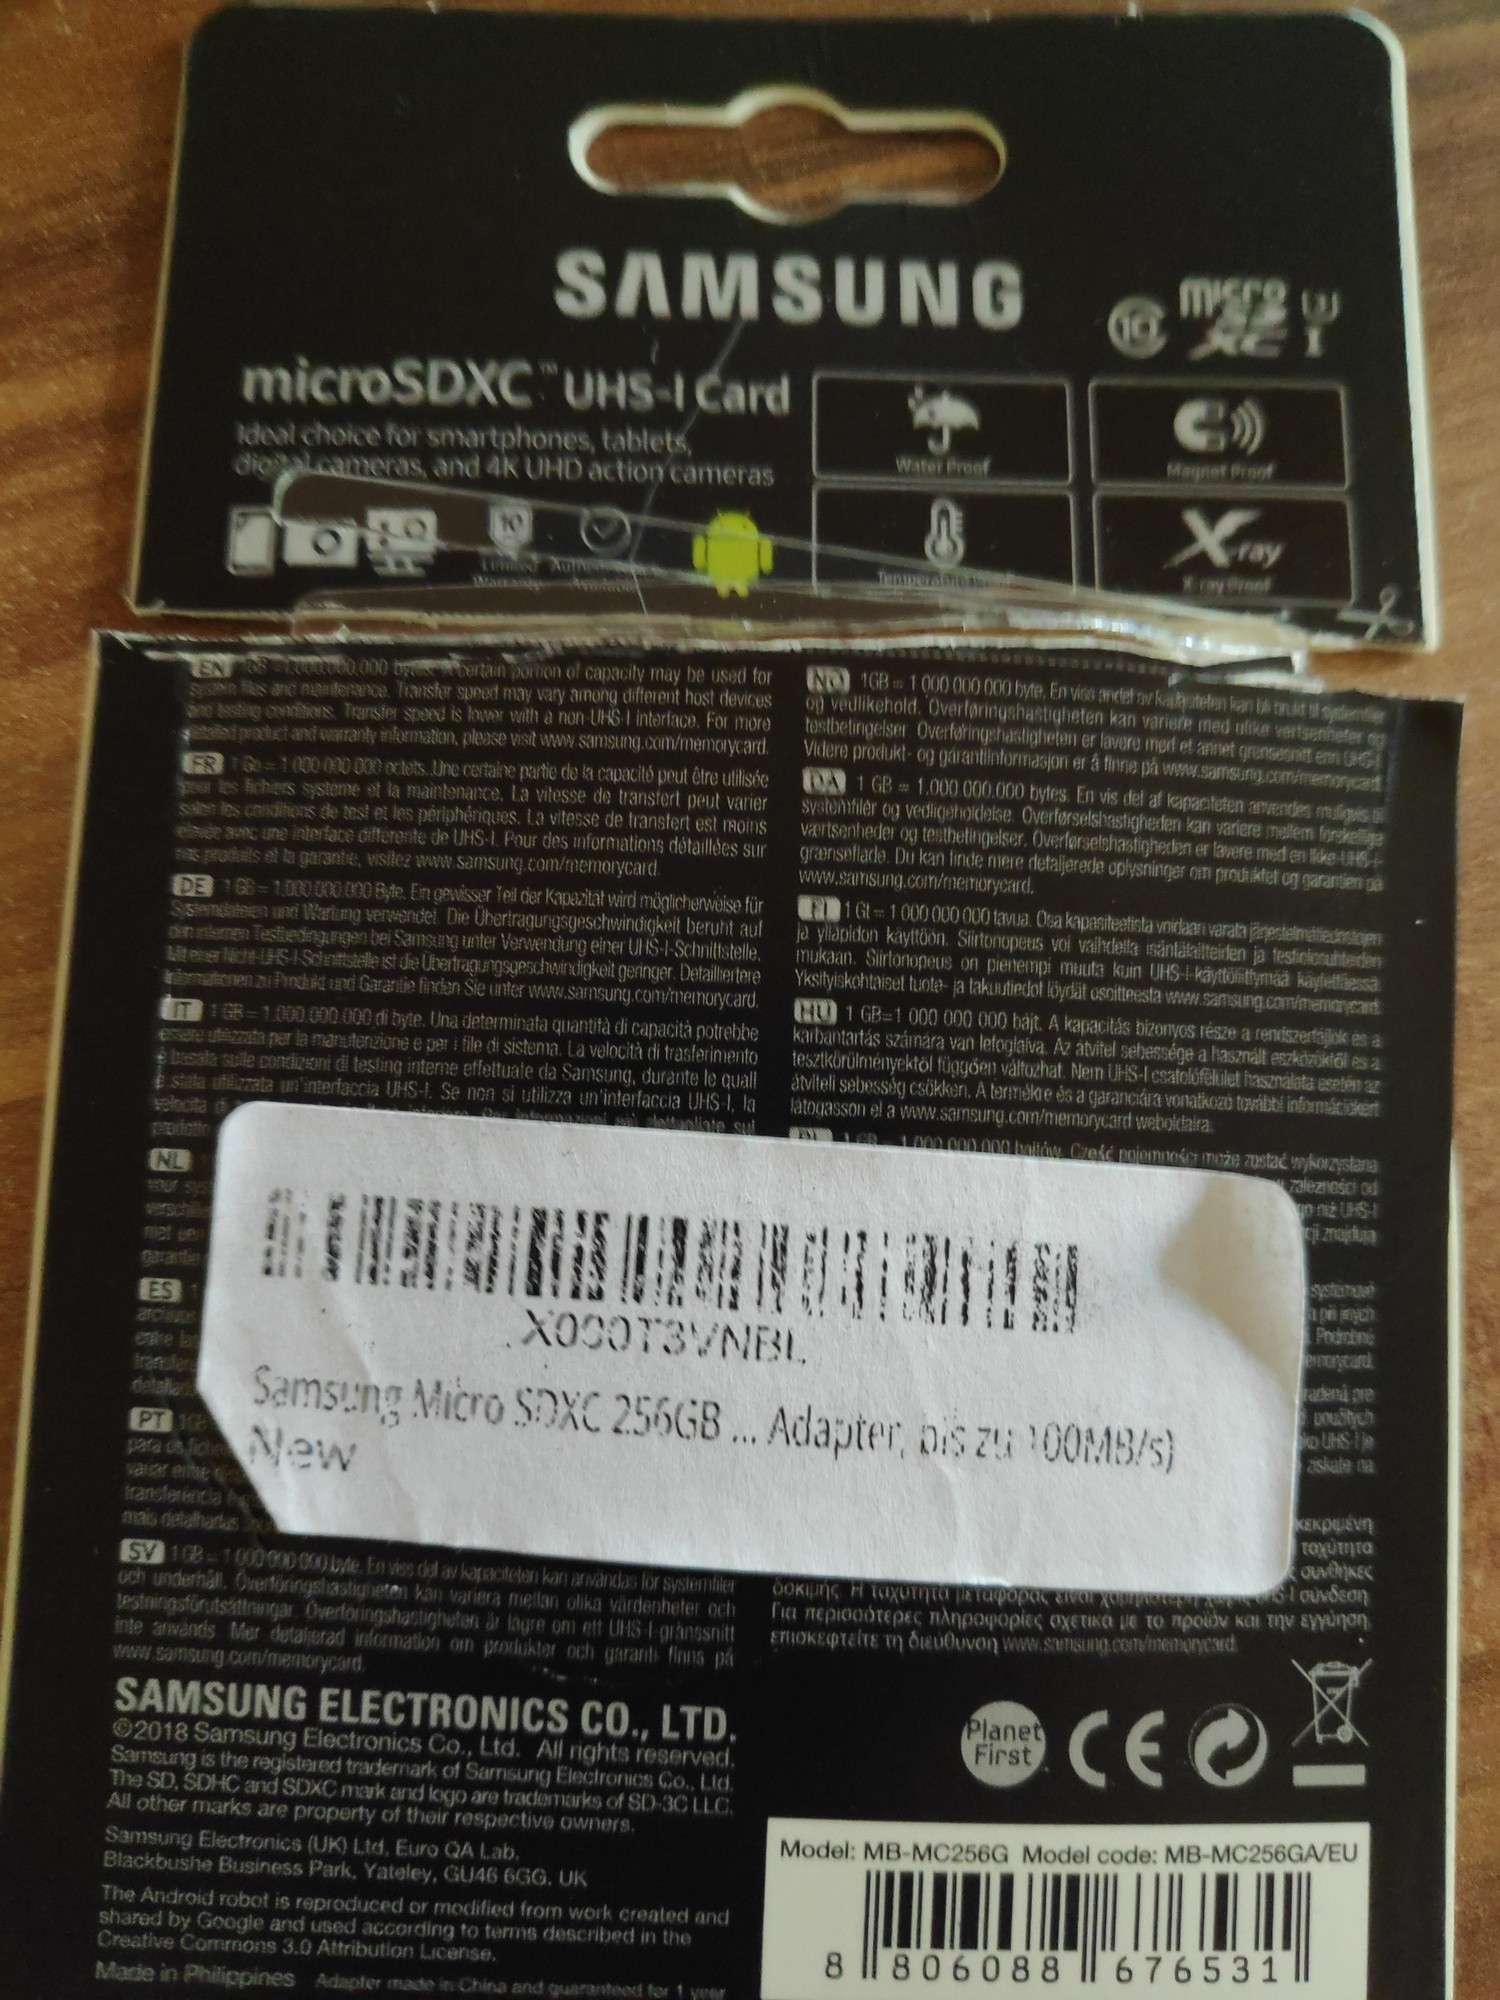 SAMSUNG
10
micro
SD
XC
I
microSDXC™ UHS-I Card
Ideal choice for smartphones, tablets,
digital cameras, and 4K UHD action cameras
Water Proof
Magnet Proof
10
Limited
Warranty
X-ray
X-ray Proof
EN 1GB =1,000,000,000 bytes. A certain portion of capacity may be used for
system files and maintenance. Transfer speed may vary among different host devices
and testing conditions. Transfer speed is lower with a non UHS-I interface. For more
detailed product and warranty information, please visit www.samsung.com/memorycard.
FR 1 Go = 1 000 000 000 octets. Une certaine partie de la capacité peut être utilisée
pour les fichiers système et la maintenance. La vitesse de transfert peut varier
selon les conditions de test et les périphériques. La vitesse de transfert est moins
élevée avec une interface différente de UHS-I. Pour des informations détaillées sur
nos produits et la garantie, visitez www.samsung.com/memorycard.
DE 1 GB = 1.000.000.000 Byte. Ein gewisser Teil der Kapazität wird möglicherweise für
Systemdateien und Wartung verwendet. Die Übertragungsgeschwindigkeit beruht auf
den internen Testbedingungen bei Samsung unter Verwendung einer UHS-I-Schnittstelle.
Mit einer Nicht-UHS-I-Schnittstelle ist die Übertragungsgeschwindigkeit geringer. Detailliertere
Informationen zu Produkt und Garantie finden Sie unter www.samsung.com/memorycard.
IT 1 GB = 1.000.000.000 di byte. Una determinata quantità di capacità potrebbe
essere utilizzata per la manutenzione e per i file di sistema. La velocità di trasferimento
è basata sulle condizioni di testing interne effettuate da Samsung, durante le quali
è stata utilizzata un'interfaccia UHS-I. Se non si utilizza un'interfaccia UHS-I, la
velocità
NL
ES
PT
SV 1 GB = 1 000 000 000 byte. En viss del av kapaciteten kan användas för systemfiler
och underhåll. Överföringshastigheten kan variera mellan olika värdenheter och
testningsförutsättningar. Överföringshastigheten är lägre om ett UHS-I-gränssnitt
inte används. Mer detaljerad information om produkter och garanti finns på
www.samsung.com/memorycard.
NO 1GB = 1 000 000 000 byte. En viss andel av kapasiteten kan bli brukt til systemfiler
og vedlikehold. Overføringshastigheten kan variere med ulike vertsenheter og
testbetingelser. Overføringshastigheten er lavere med et annet grensesnitt enn UHS-I.
Videre produkt- og garantiinformasjon er å finne på www.samsung.com/memorycard.
DA 1 GB = 1.000.000.000 bytes. En vis del af kapaciteten anvendes muligvis til
systemfiler og vedligeholdelse. Overførselshastigheden kan variere mellem forskellige
værtsenheder og testbetingelser. Overførselshastigheden er lavere med en ikke-UHS-I-
grænseflade. Du kan finde mere detaljerede oplysninger om produktet og garantien på
www.samsung.com/memorycard.
FI 1 Gt = 1 000 000 000 tavua. Osa kapasiteetista voidaan varata järjestelmätiedostojen
ja ylläpidon käyttöön. Siirtonopeus voi vaihdella isäntälaitteiden ja testiolosuhteiden
mukaan. Siirtonopeus on pienempi muuta kuin UHS-I-käyttöliittymää käytettäessä.
Yksityiskohtaiset tuote- ja takuutiedot löydät osoitteesta www.samsung.com/memorycard.
HU 1 GB=1 000 000 000 bájt. A kapacitás bizonyos része a rendszerfájlok és a
karbantartás számára van lefoglalva. Az átvitel sebessége a használt eszközöktől és a
tesztkörülményektől függően változhat. Nem UHS-I csatolófelület használata esetén az
átviteli sebesség csökken. A termékre és a garanciára vonatkozó további információkért
látogasson el a www.samsung.com/memorycard weboldalra.
PL 1 GB = 1.000.000.000 bajtów. Część pojemności może zostać wykorzystana
zależności od
niż UHS-I
znajdują
συνθήκες
δοκιμής. Η ταχύτητα μεταφοράς είναι σύνδεση
Για περισσότερες πληροφορίες σχετικά με το προϊόν και την εγγύηση,
επισκεφτείτε τη διεύθυνση www.samsung.com/memorycard.
X000T3VNBL
Samsung Micro SDXC 256GB ... Adapter, bis zu 100MB/s)
New
SAMSUNG ELECTRONICS CO., LTD.
©2018 Samsung Electronics Co., Ltd. All rights reserved.
Samsung is the registered trademark of Samsung Electronics Co., Ltd.
The SD, SDHC and SDXC mark and logo are trademarks of SD-3C LLC.
All other marks are property of their respective owners.
Samsung Electronics (UK) Ltd, Euro QA Lab.
Blackbushe Business Park, Yateley, GU46 6GG. UK
The Android robot is reproduced or modified from work created and
shared by Google and used according to terms described in the
Creative Commons 3.0 Attribution License.
Made in Philippines Adapter made in China and guaranteed for 1 year
Planet
First
CE
Model: MB-MC256G Model code: MB-MC256GA/EU
8 806088 676531